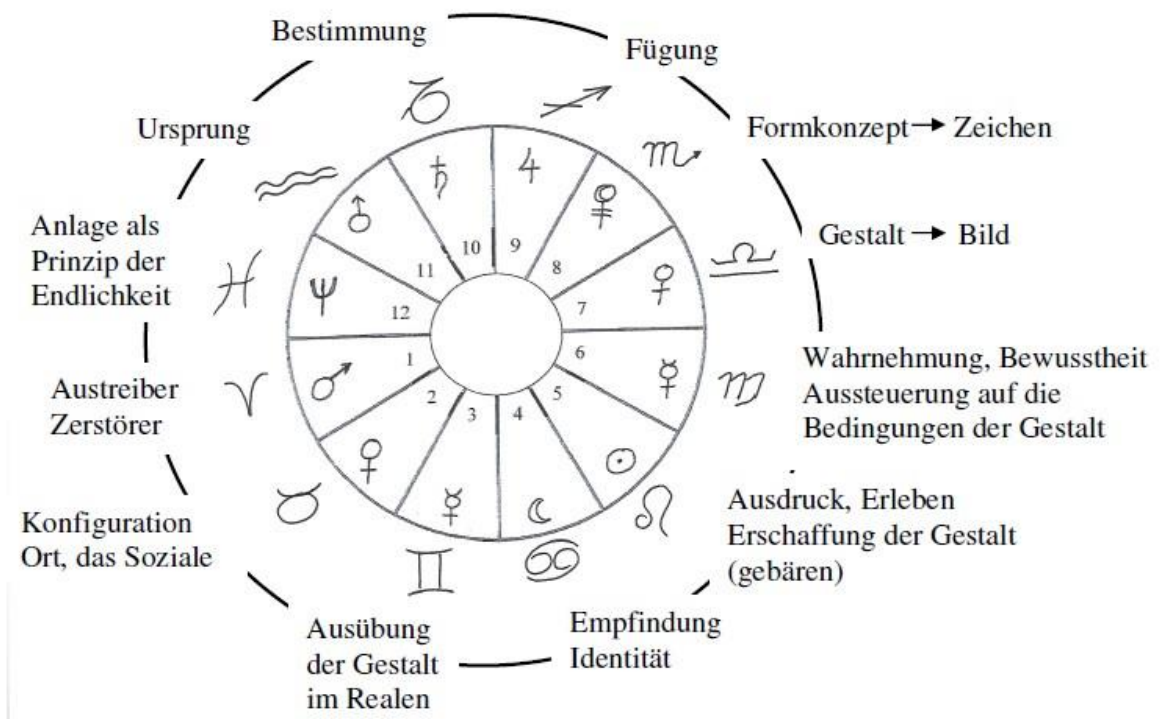 Bestimmung
Fügung
Ursprung
Formkonzept → Zeichen
Anlage als
Prinzip der
Endlichkeit
Gestalt → Bild
10 9
11 8
12 7
1 6
2 5
3 4
Wahrnehmung, Bewusstheit
Aussteuerung auf die
Bedingungen der Gestalt
Austreiber
Zerstörer
Ausdruck, Erleben
Erschaffung der Gestalt
(gebären)
Konfiguration
Ort, das Soziale
Ausübung
der Gestalt
im Realen
Empfindung
Identität